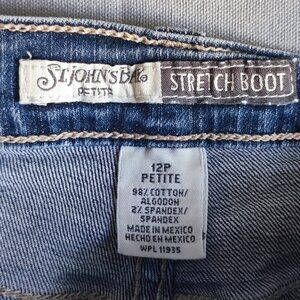 ST. JOHN'S BAY
PETITE
STRETCH BOOT
12P
PETITE
98% COTTON/
ALGODON
2% SPANDEX/
SPANDEX
MADE IN MEXICO
HECHO EN MEXICO
WPL 11935